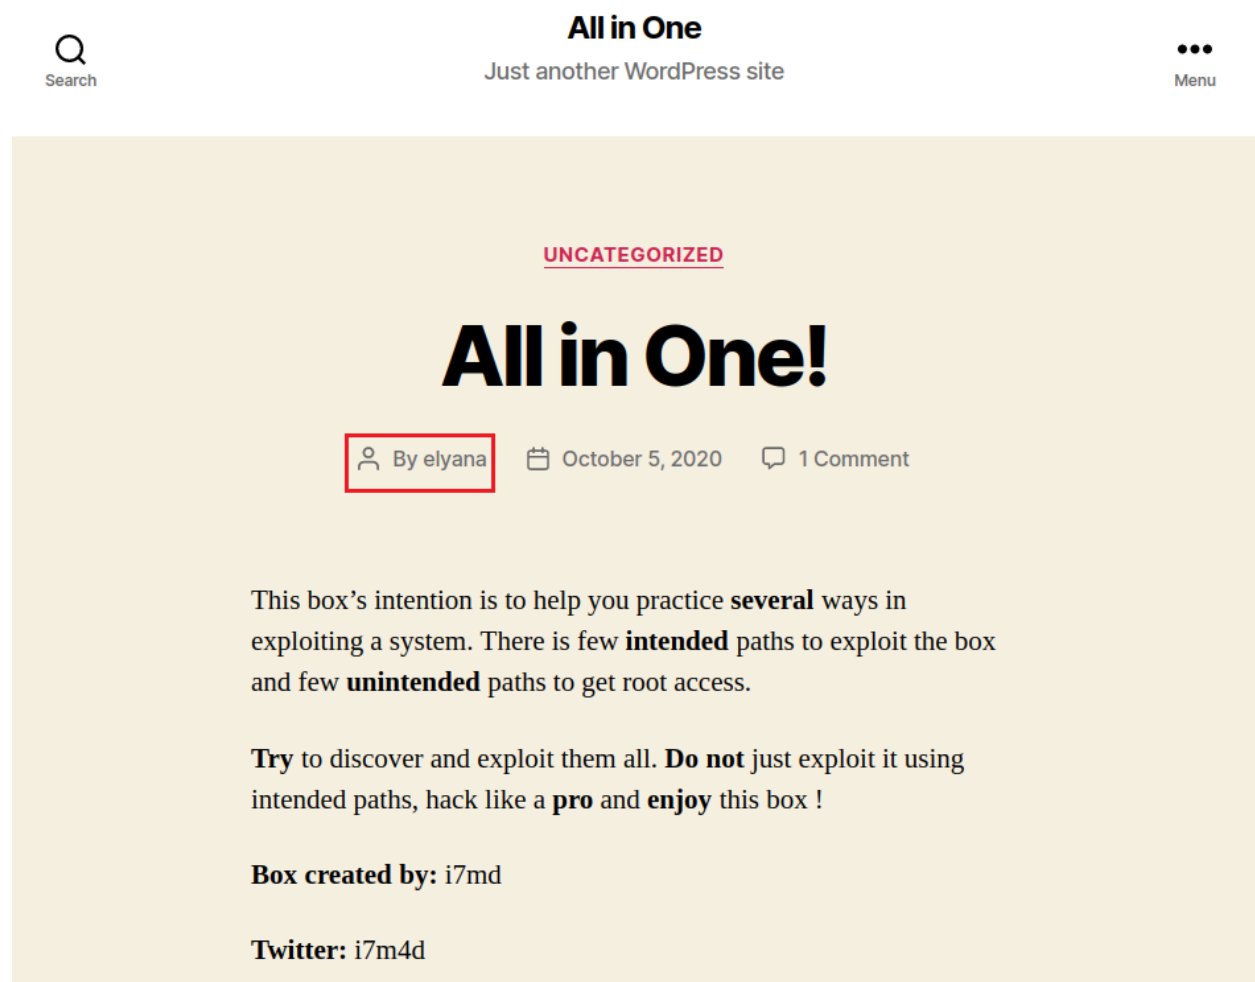 All in One
Just another WordPress site
Search
Menu
UNCATEGORIZED
All in One!
By elyana
October 5, 2020
1 Comment
This box’s intention is to help you practice several ways in
exploiting a system. There is few intended paths to exploit the box
and few unintended paths to get root access.
Try to discover and exploit them all. Do not just exploit it using
intended paths, hack like a pro and enjoy this box !
Box created by: i7md
Twitter: i7m4d